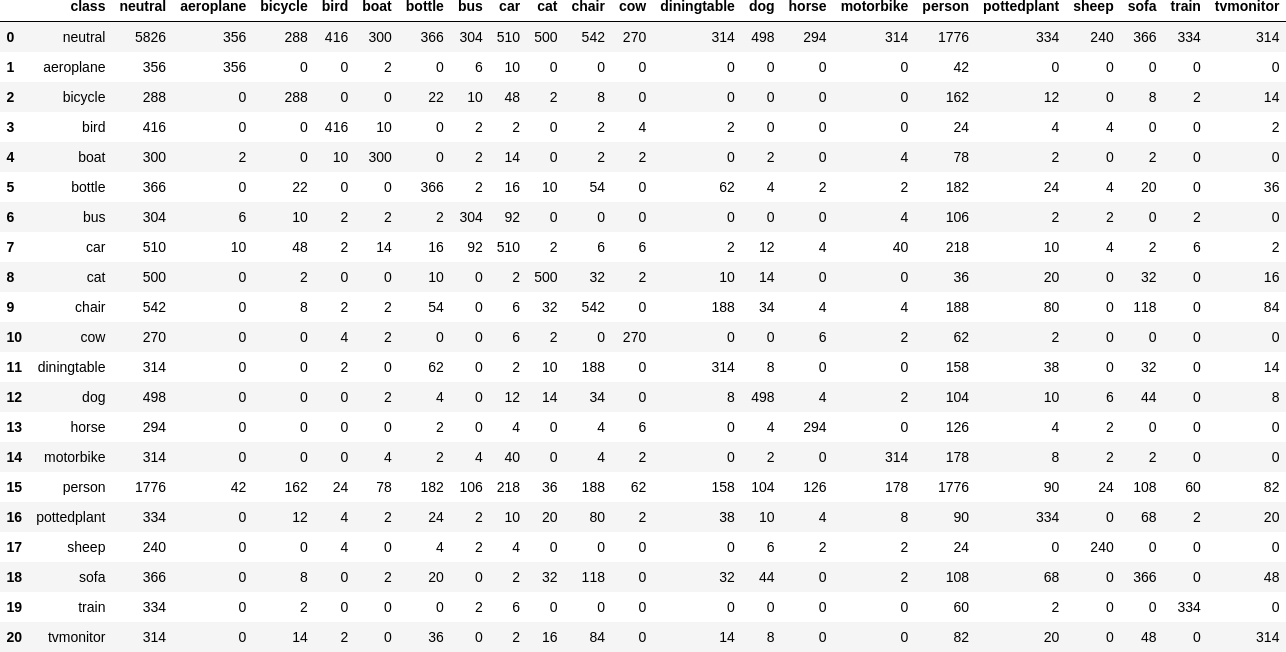 class neutral aeroplane bicycle bird boat bottle bus car cat chair cow diningtable dog horse motorbike person pottedplant sheep sofa train tvmonitor
0 neutral 5826 356 288 416 300 366 304 510 500 542 270 314 498 294 314 1776 334 240 366 334 314
1 aeroplane 356 356 0 0 2 0 6 10 0 0 0 0 0 0 0 42 0 0 0 0 0
2 bicycle 288 0 288 0 0 22 10 48 2 8 0 0 0 0 0 162 12 0 8 2 14
3 bird 416 0 0 416 10 0 2 2 0 2 4 2 0 0 0 24 4 4 0 0 2
4 boat 300 2 0 10 300 0 2 14 0 2 2 0 2 0 4 78 2 0 2 0 0
5 bottle 366 0 22 0 0 366 2 16 10 54 0 62 4 2 2 182 24 4 20 0 36
6 bus 304 6 10 2 2 2 304 92 0 0 0 0 0 0 4 106 2 2 0 2 0
7 car 510 10 48 2 14 16 92 510 2 6 6 2 12 4 40 218 10 4 2 6 2
8 cat 500 0 2 0 0 10 0 2 500 32 2 10 14 0 0 36 20 0 32 0 16
9 chair 542 0 8 2 2 54 0 6 32 542 0 188 34 4 4 188 80 0 118 0 84
10 cow 270 0 0 4 2 0 0 6 2 0 270 0 0 6 2 62 2 0 0 0 0
11 diningtable 314 0 0 2 0 62 0 2 10 188 0 314 8 0 0 158 38 0 32 0 14
12 dog 498 0 0 0 2 4 0 12 14 34 0 8 498 4 2 104 10 6 44 0 8
13 horse 294 0 0 0 0 2 0 4 0 4 6 0 4 294 0 126 4 2 0 0 0
14 motorbike 314 0 0 0 4 2 4 40 0 4 2 0 2 0 314 178 8 2 2 0 0
15 person 1776 42 162 24 78 182 106 218 36 188 62 158 104 126 178 1776 90 24 108 60 82
16 pottedplant 334 0 12 4 2 24 2 10 20 80 2 38 10 4 8 90 334 0 68 2 20
17 sheep 240 0 0 4 0 4 2 4 0 0 0 0 6 2 2 24 0 240 0 0 0
18 sofa 366 0 8 0 2 20 0 2 32 118 0 32 44 0 2 108 68 0 366 0 48
19 train 334 0 2 0 0 0 2 6 0 0 0 0 0 0 0 60 2 0 0 334 0
20 tvmonitor 314 0 14 2 0 36 0 2 16 84 0 14 8 0 0 82 20 0 48 0 314